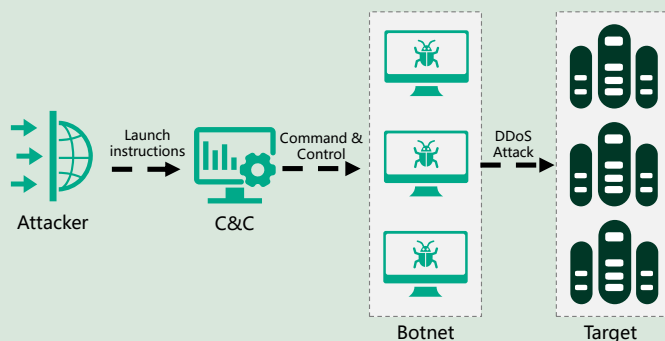 Launch
instructions
Command &
Control
DDoS
Attack
Attacker
C&C
Botnet
Target